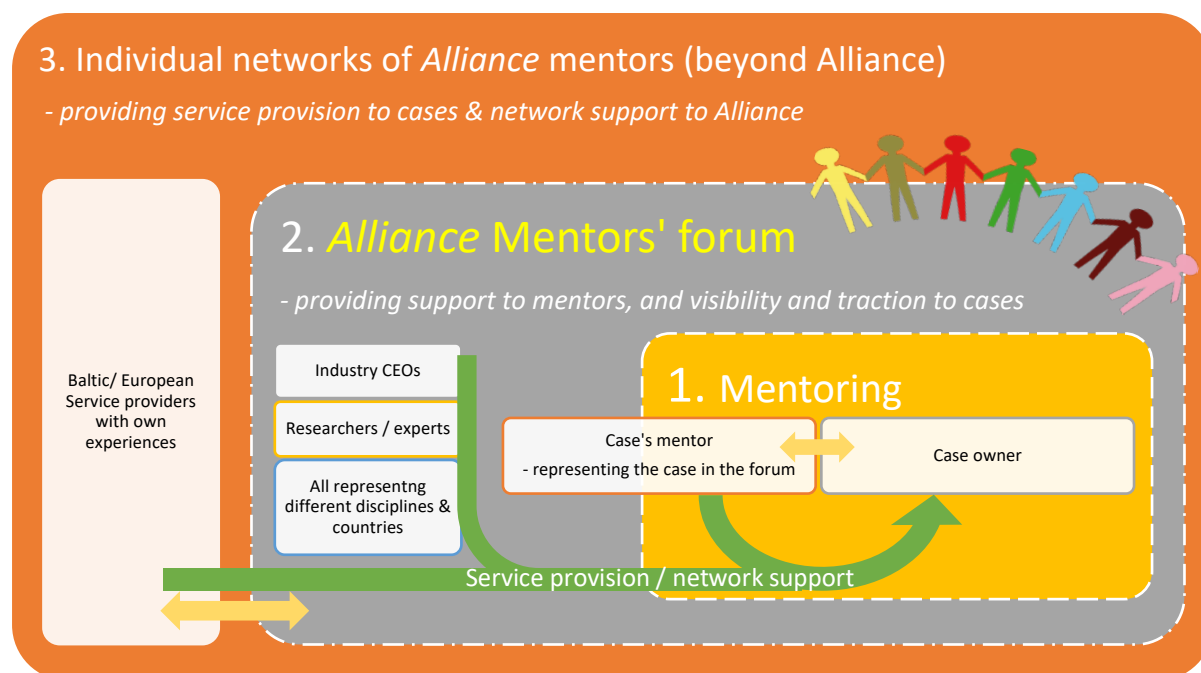 3. Individual networks of Alliance mentors (beyond Alliance)
- providing service provision to cases & network support to Alliance
Baltic/ European
Service providers
with own
experiences
2. Alliance Mentors' forum
- providing support to mentors, and visibility and traction to cases
Industry CEOs
Researchers / experts
All representng
different disciplines &
countries
1. Mentoring
Case's mentor
- representing the case in the forum
Case owner
Service provision / network support